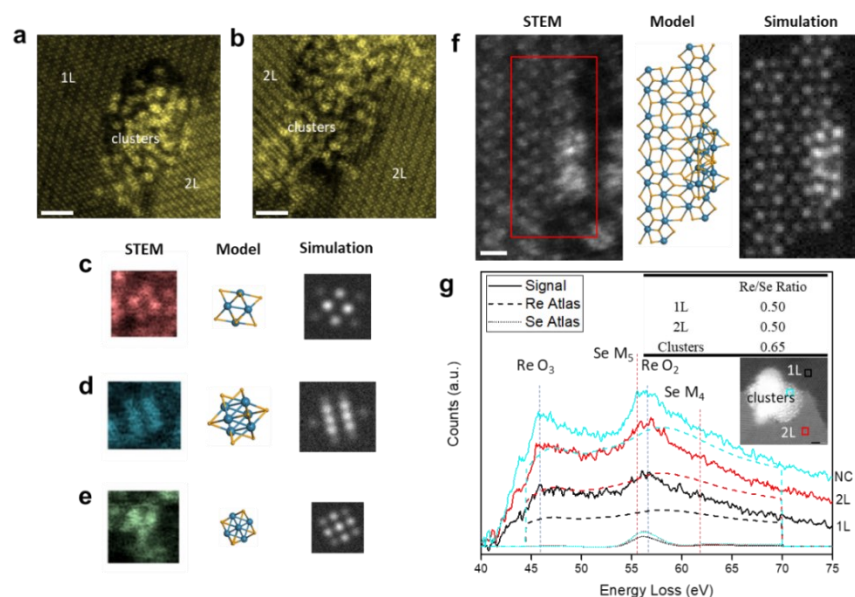 a
b
1L
clusters
2L
2L
clusters
2L
STEM Model Simulation
c
d
e
f
STEM Model Simulation
g
Signal
Re Atlas
Se Atlas
Re/Se Ratio
1L 0.50
2L 0.50
Clusters 0.65
Re O₃
Se M₅
Re O₂
Se M₄
1L
clusters
2L
NC
2L
1L
Counts (a.u.)
40 45 50 55 60 65 70 75
Energy Loss (eV)